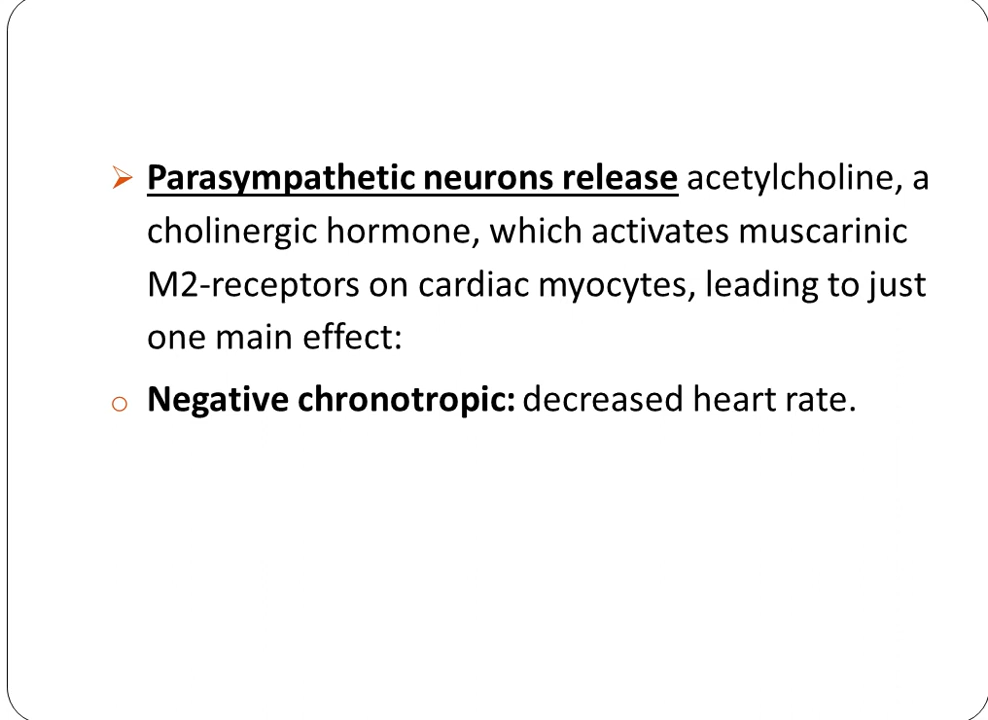 Parasympathetic neurons release acetylcholine, a
cholinergic hormone, which activates muscarinic
M2-receptors on cardiac myocytes, leading to just
one main effect:
Negative chronotropic: decreased heart rate.